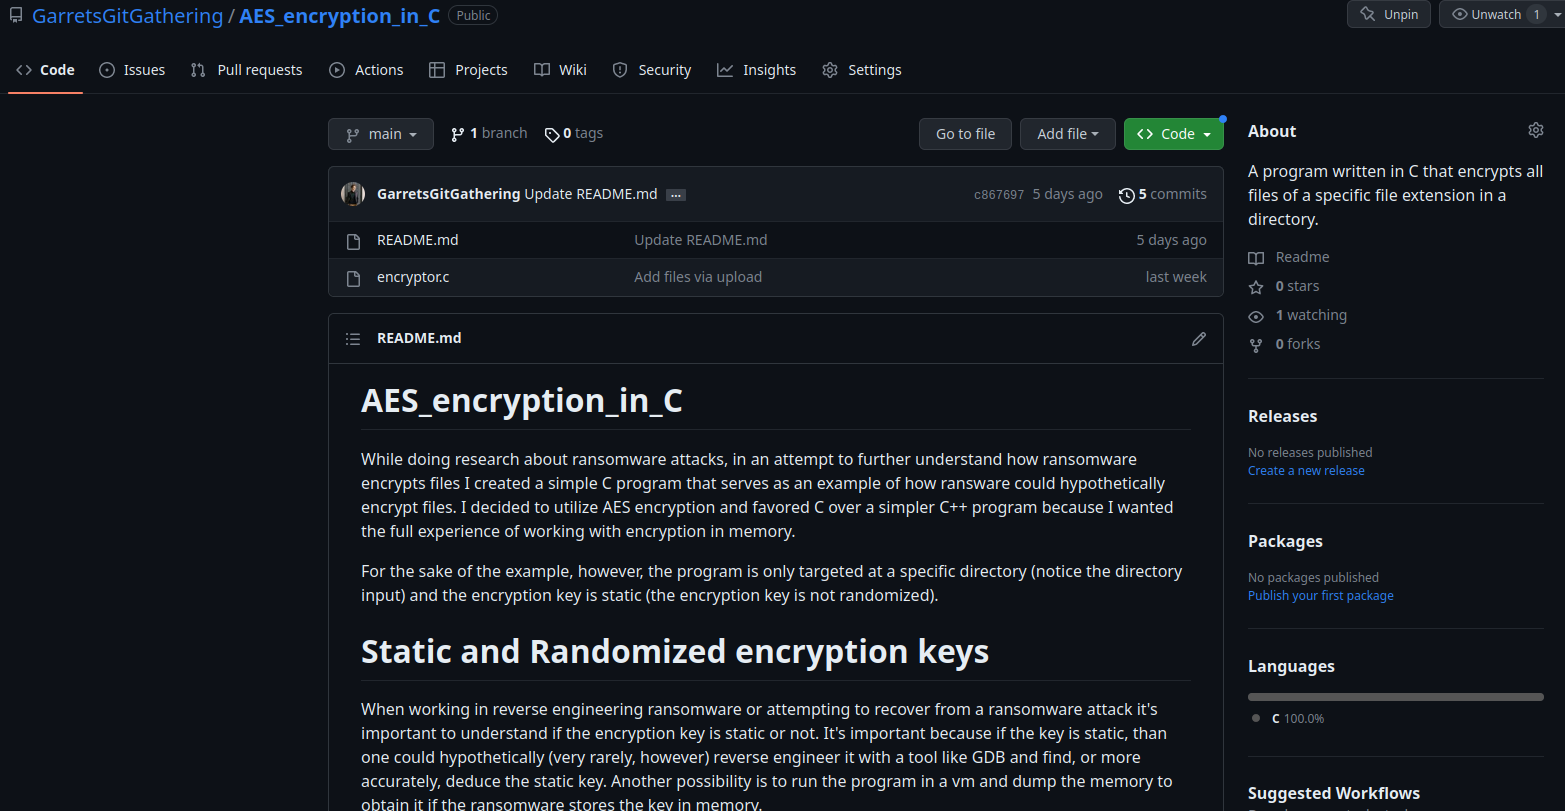 GarretsGitGathering / AES_encryption_in_C Public
Unpin Unwatch 1
Code Issues Pull requests Actions Projects Wiki Security Insights Settings
main 1 branch 0 tags Go to file Add file Code
GarretsGitGathering Update README.md ... c867697 5 days ago 5 commits
README.md Update README.md 5 days ago
encryptor.c Add files via upload last week
README.md
AES_encryption_in_C
While doing research about ransomware attacks, in an attempt to further understand how ransomware
encrypts files I created a simple C program that serves as an example of how ransware could hypothetically
encrypt files. I decided to utilize AES encryption and favored C over a simpler C++ program because I wanted
the full experience of working with encryption in memory.
For the sake of the example, however, the program is only targeted at a specific directory (notice the directory
input) and the encryption key is static (the encryption key is not randomized).
Static and Randomized encryption keys
When working in reverse engineering ransomware or attempting to recover from a ransomware attack it's
important to understand if the encryption key is static or not. It's important because if the key is static, than
one could hypothetically (very rarely, however) reverse engineer it with a tool like GDB and find, or more
accurately, deduce the static key. Another possibility is to run the program in a vm and dump the memory to
obtain it if the ransomware stores the key in memory.
About
A program written in C that encrypts all
files of a specific file extension in a
directory.
Readme
0 stars
1 watching
0 forks
Releases
No releases published
Create a new release
Packages
No packages published
Publish your first package
Languages
C 100.0%
Suggested Workflows